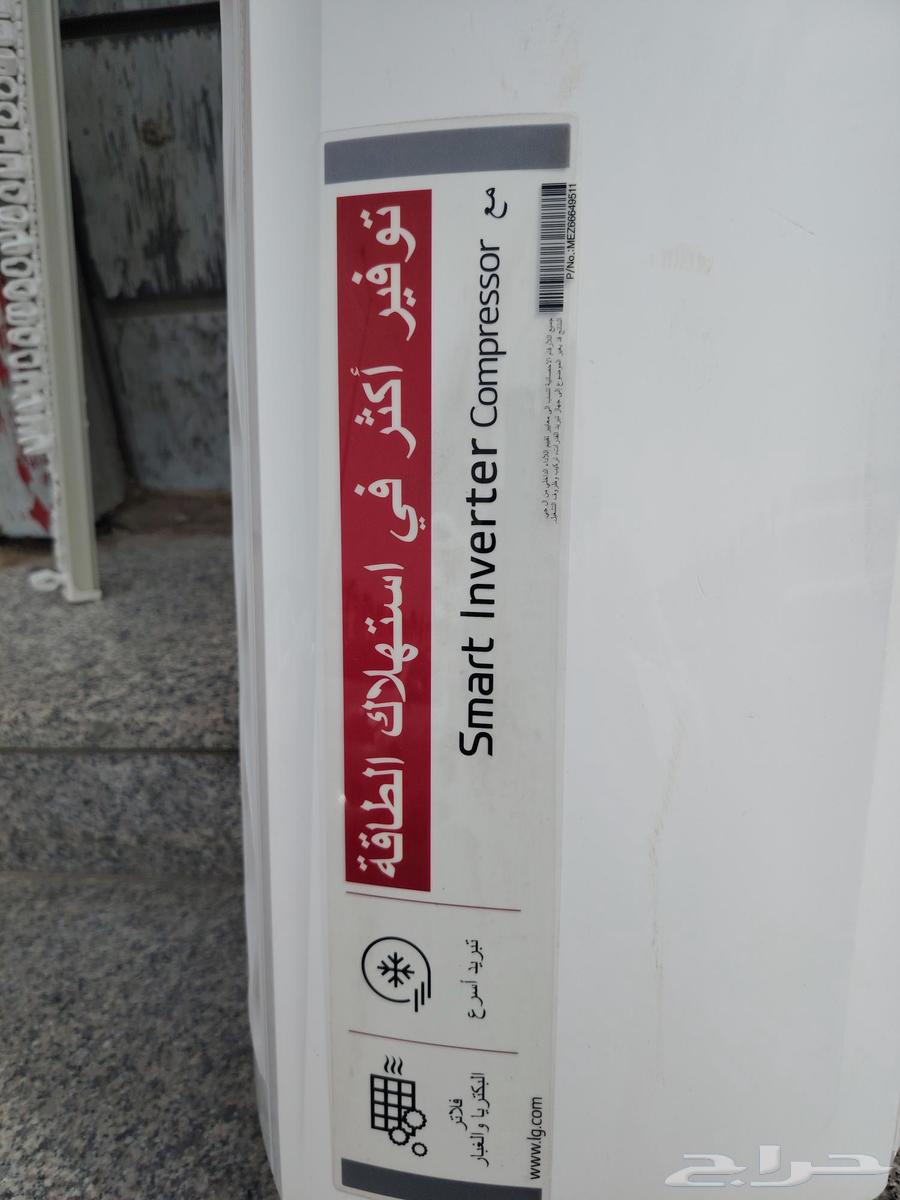 توفير أكثر في استهلاك الطاقة
مع Smart Inverter Compressor
P/No.:MEZ66649511
تبريد أسرع
فلاتر
البكتريا والغبار
www.lg.com
حراج